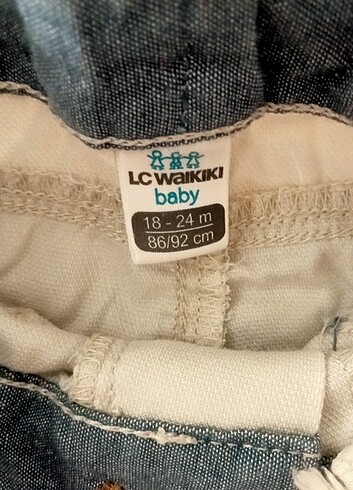 LC WAIKIKI
baby
18 - 24 m
86/92 cm